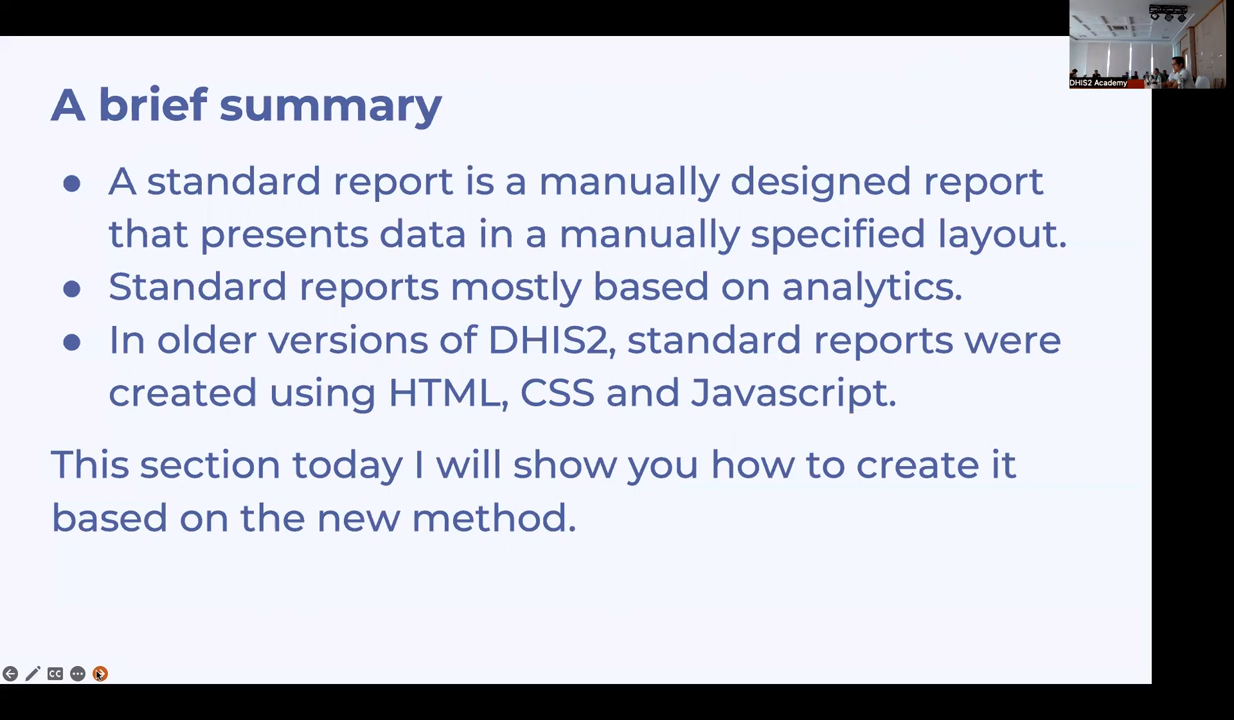 DHIS2 Academy
A brief summary
● A standard report is a manually designed report
that presents data in a manually specified layout.
● Standard reports mostly based on analytics.
● In older versions of DHIS2, standard reports were
created using HTML, CSS and Javascript.
This section today I will show you how to create it
based on the new method.
CC